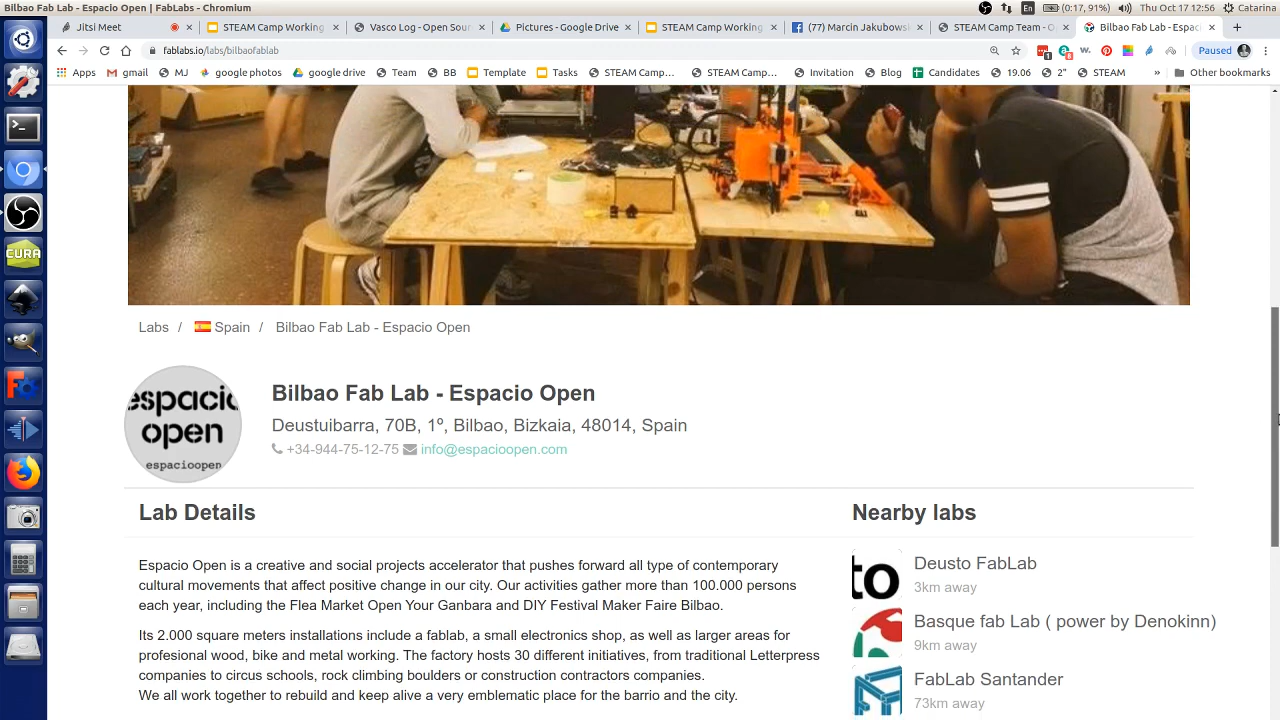 Bilbao Fab Lab - Espacio Open | FabLabs - Chromium
En
(0:17, 91%)
Thu Oct 17 12:56
Catarina
Jitsi Meet
STEAM Camp Working
Vasco Log - Open Sour
Pictures - Google Drive
STEAM Camp Working
(77) Marcin Jakubows
STEAM Camp Team - O
Bilbao Fab Lab - Espac
fablabs.io/labs/bilbaofablab
Paused
Apps
gmail
MJ
google photos
google drive
Team
BB
Template
Tasks
STEAM Camp...
STEAM Camp...
Invitation
Blog
Candidates
19.06
2"
STEAM
»
Other bookmarks
CURA
Labs / Spain / Bilbao Fab Lab - Espacio Open
espacio
open
espacioopen
Bilbao Fab Lab - Espacio Open
Deustuibarra, 70B, 1º, Bilbao, Bizkaia, 48014, Spain
+34-944-75-12-75 info@espacioopen.com
Lab Details
Espacio Open is a creative and social projects accelerator that pushes forward all type of contemporary
cultural movements that affect positive change in our city. Our activities gather more than 100.000 persons
each year, including the Flea Market Open Your Ganbara and DIY Festival Maker Faire Bilbao.
Its 2.000 square meters installations include a fablab, a small electronics shop, as well as larger areas for
profesional wood, bike and metal working. The factory hosts 30 different initiatives, from traditional Letterpress
companies to circus schools, rock climbing boulders or construction contractors companies.
We all work together to rebuild and keep alive a very emblematic place for the barrio and the city.
Nearby labs
to
Deusto FabLab
3km away
Basque fab Lab ( power by Denokinn)
9km away
FabLab Santander
73km away